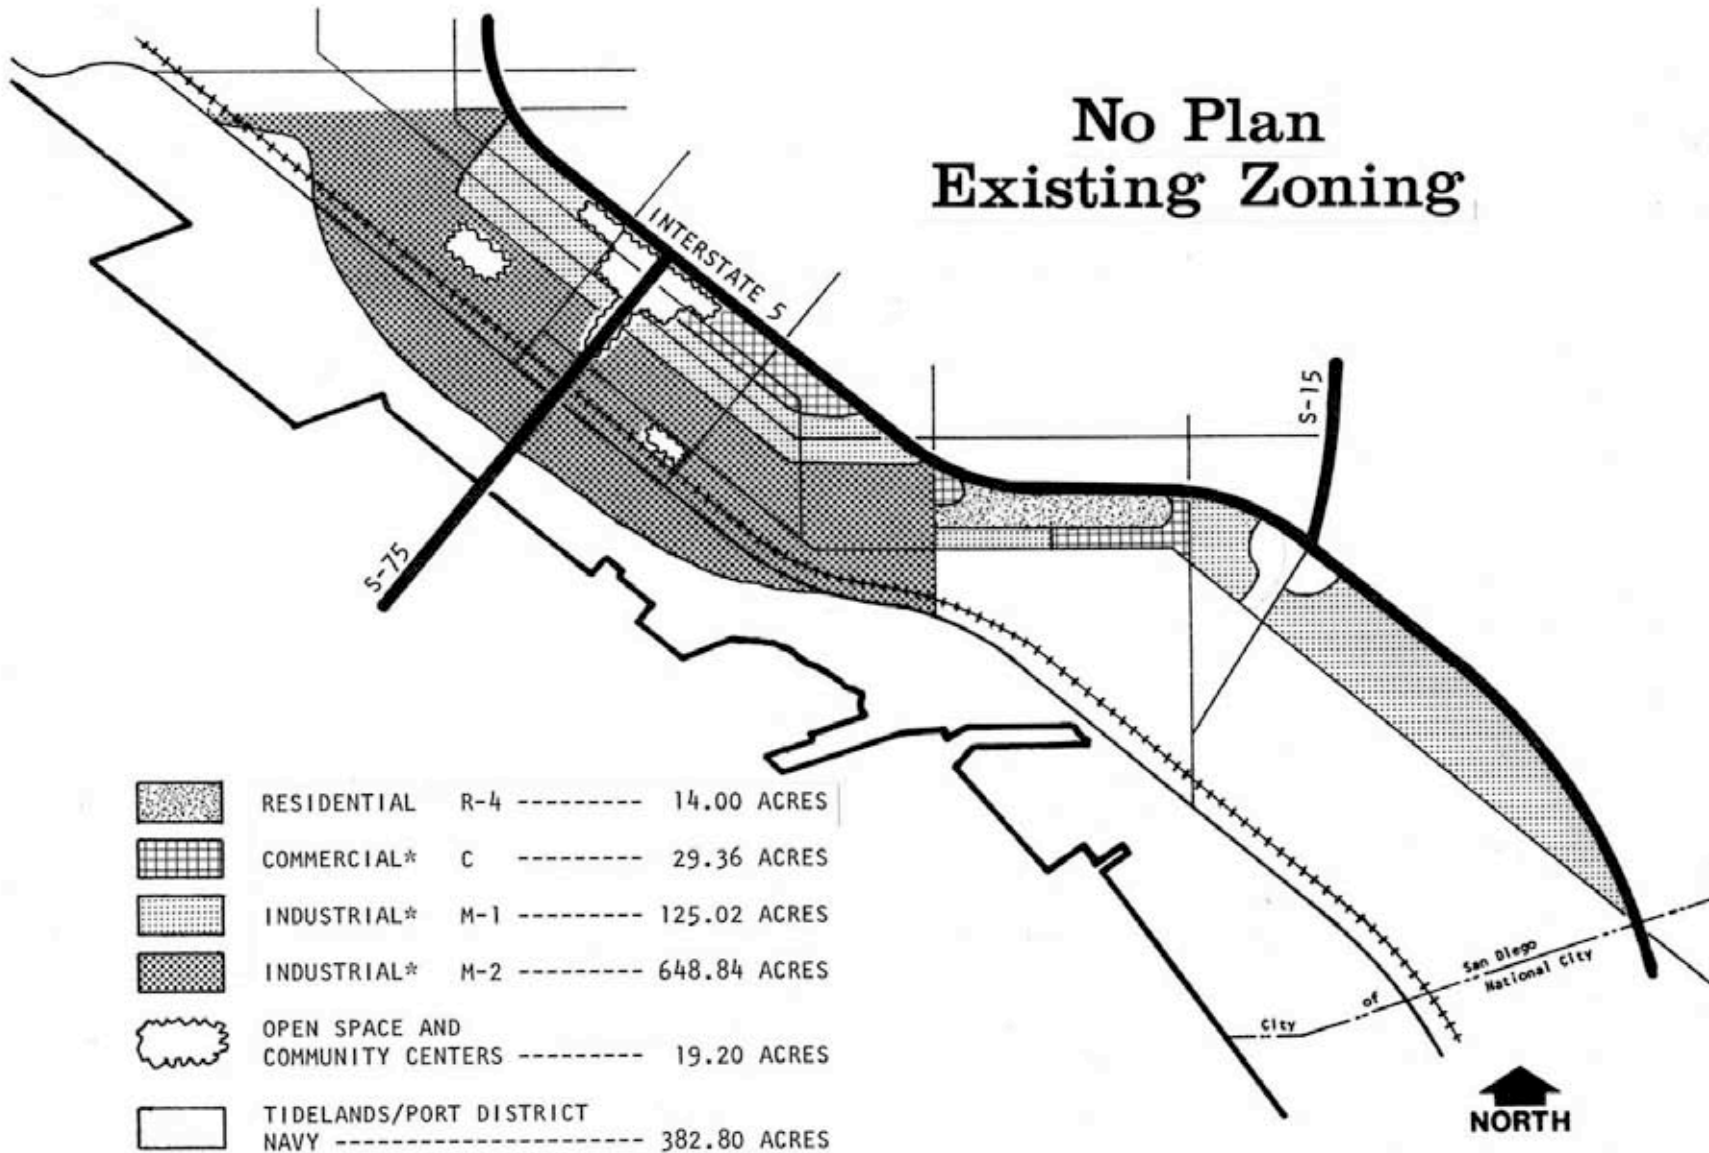 No Plan
Existing Zoning
INTERSTATE 5
S-15
S-75
RESIDENTIAL R-4 --------- 14.00 ACRES
COMMERCIAL* C --------- 29.36 ACRES
INDUSTRIAL* M-1 --------- 125.02 ACRES
INDUSTRIAL* M-2 --------- 648.84 ACRES
OPEN SPACE AND
COMMUNITY CENTERS --------- 19.20 ACRES
TIDELANDS/PORT DISTRICT
NAVY --------------------- 382.80 ACRES
City of San Diego
National City
NORTH